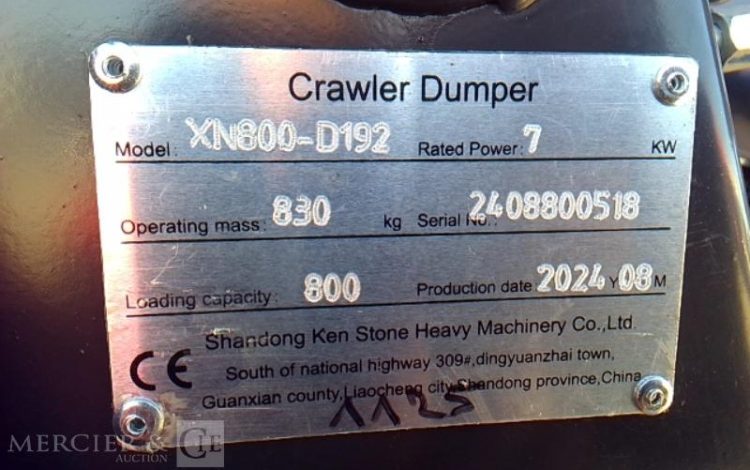 Crawler Dumper
Model: XN800-D192 Rated Power: 7 KW
Operating mass: 830 kg Serial No.: 2408800518
Loading capacity: 800 Production date 2024 Y 08 M
Shandong Ken Stone Heavy Machinery Co.,Ltd.
CE South of national highway 309#,dingyuanzhai town,
Guanxian county,Liaocheng city,Shandong province,China
1125
MERCIER & CIE
AUCTION